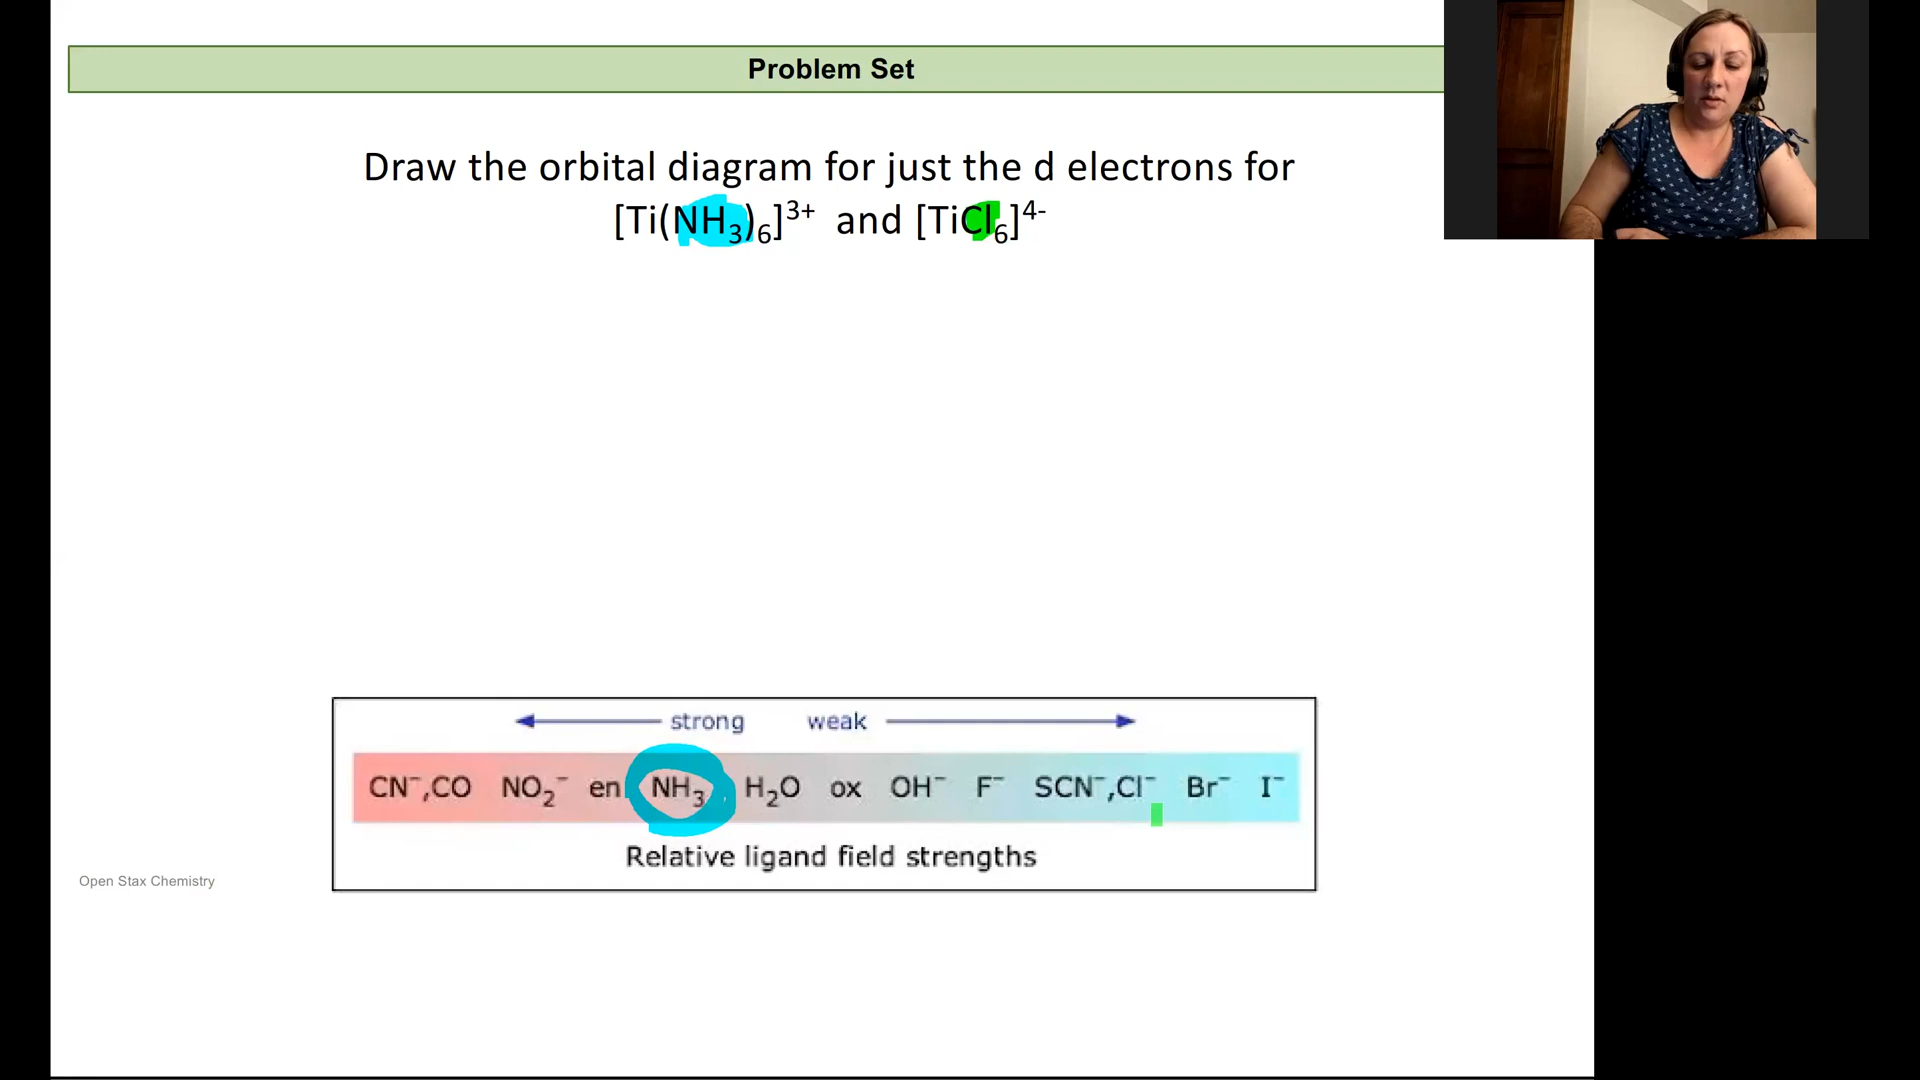 Problem Set
Draw the orbital diagram for just the d electrons for
[Ti(NH₃)₆]³⁺ and [TiCl₆]⁴⁻
strong weak
CN⁻,CO NO₂⁻ en NH₃ H₂O ox OH⁻ F⁻ SCN⁻,Cl⁻ Br⁻ I⁻
Relative ligand field strengths
Open Stax Chemistry